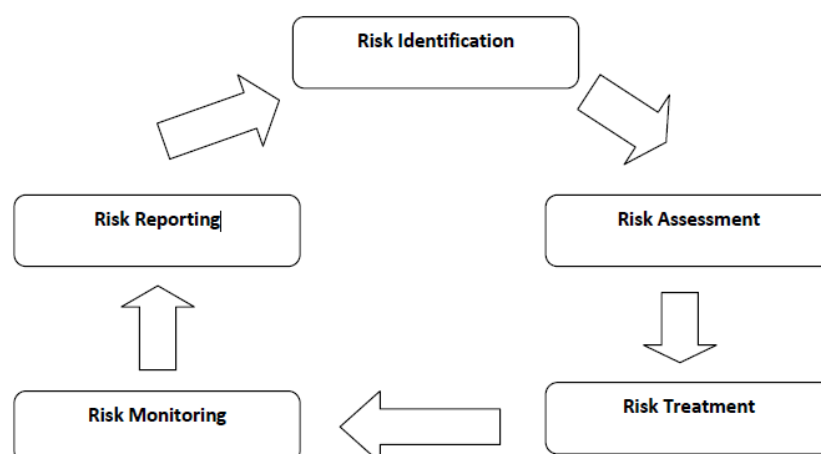 Risk Identification
Risk Reporting
Risk Assessment
Risk Monitoring
Risk Treatment